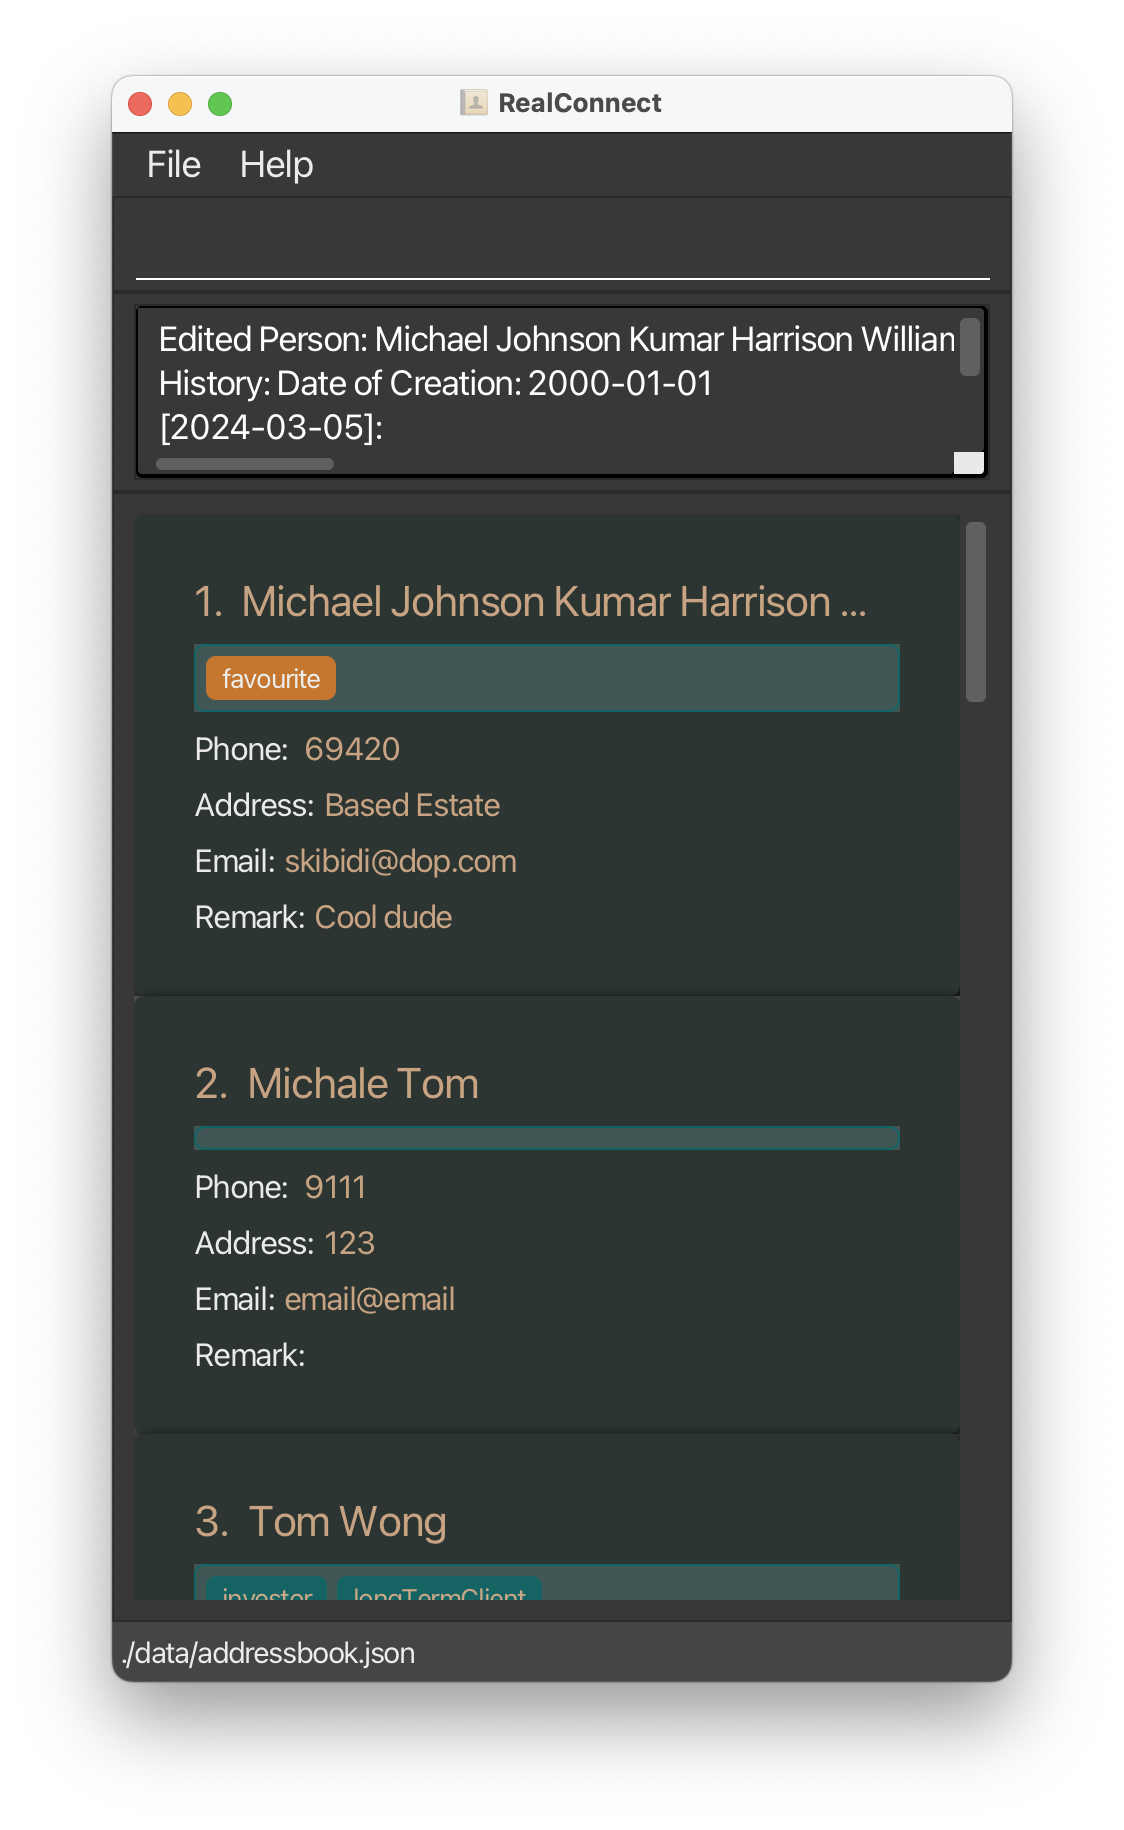 RealConnect
File Help
Edited Person: Michael Johnson Kumar Harrison
History: Date of Creation: 2000-01-01
[2024-03-05]:
1. Michael Johnson Kumar Harrison ...
favourite
Phone: 69420
Address: Based Estate
Email: skibidi@dop.com
Remark: Cool dude
2. Michale Tom
Phone: 9111
Address: 123
Email: email@email
Remark:
3. Tom Wong
investor longTermClient
./data/addressbook.json